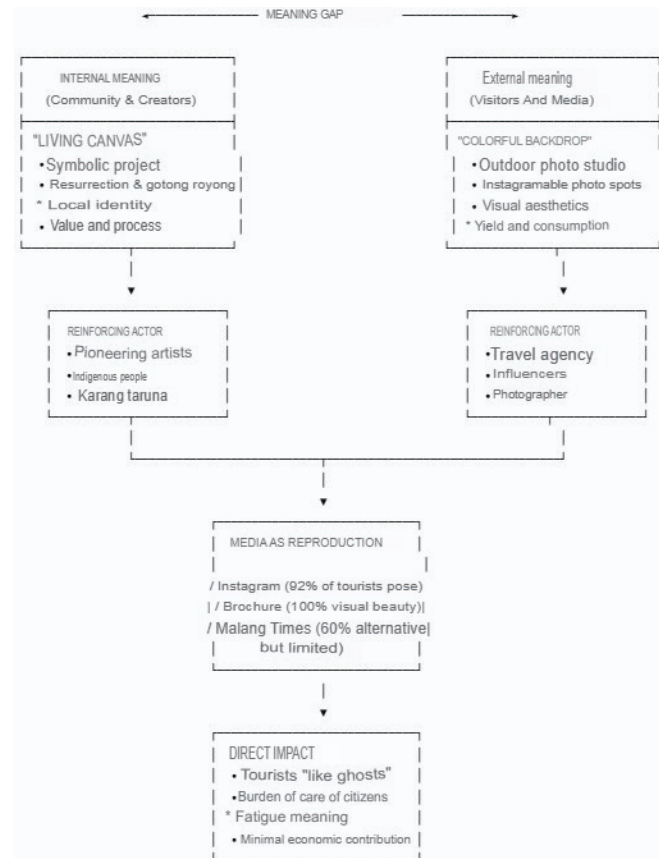 MEANING GAP
INTERNAL MEANING
(Community & Creators)
"LIVING CANVAS"
•Symbolic project
• Resurrection & gotong royong
* Local identity
• Value and process
External meaning
(Visitors And Media)
"COLORFUL BACKDROP"
• Outdoor photo studio
• Instagramable photo spots
• Visual aesthetics
* Yield and consumption
REINFORCING ACTOR
• Pioneering artists
• Indigenous people
• Karang taruna
REINFORCING ACTOR
•Travel agency
• Influencers
• Photographer
MEDIA AS REPRODUCTION
/ Instagram (92% of tourists pose)
/ Brochure (100% visual beauty)
/ Malang Times (60% alternative
but limited)
DIRECT IMPACT
• Tourists "like ghosts"
• Burden of care of citizens
* Fatigue meaning
• Minimal economic contribution